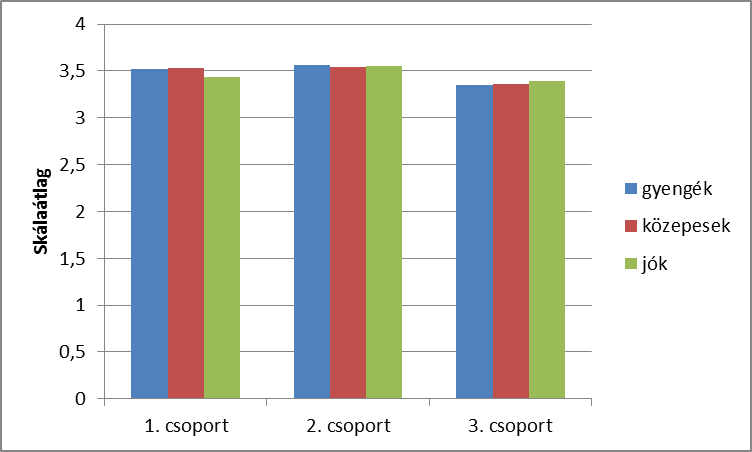 Skálaátlag
4
3,5
3
2,5
2
1,5
1
0,5
0
1. csoport
2. csoport
3. csoport
gyengék
közepesek
jók